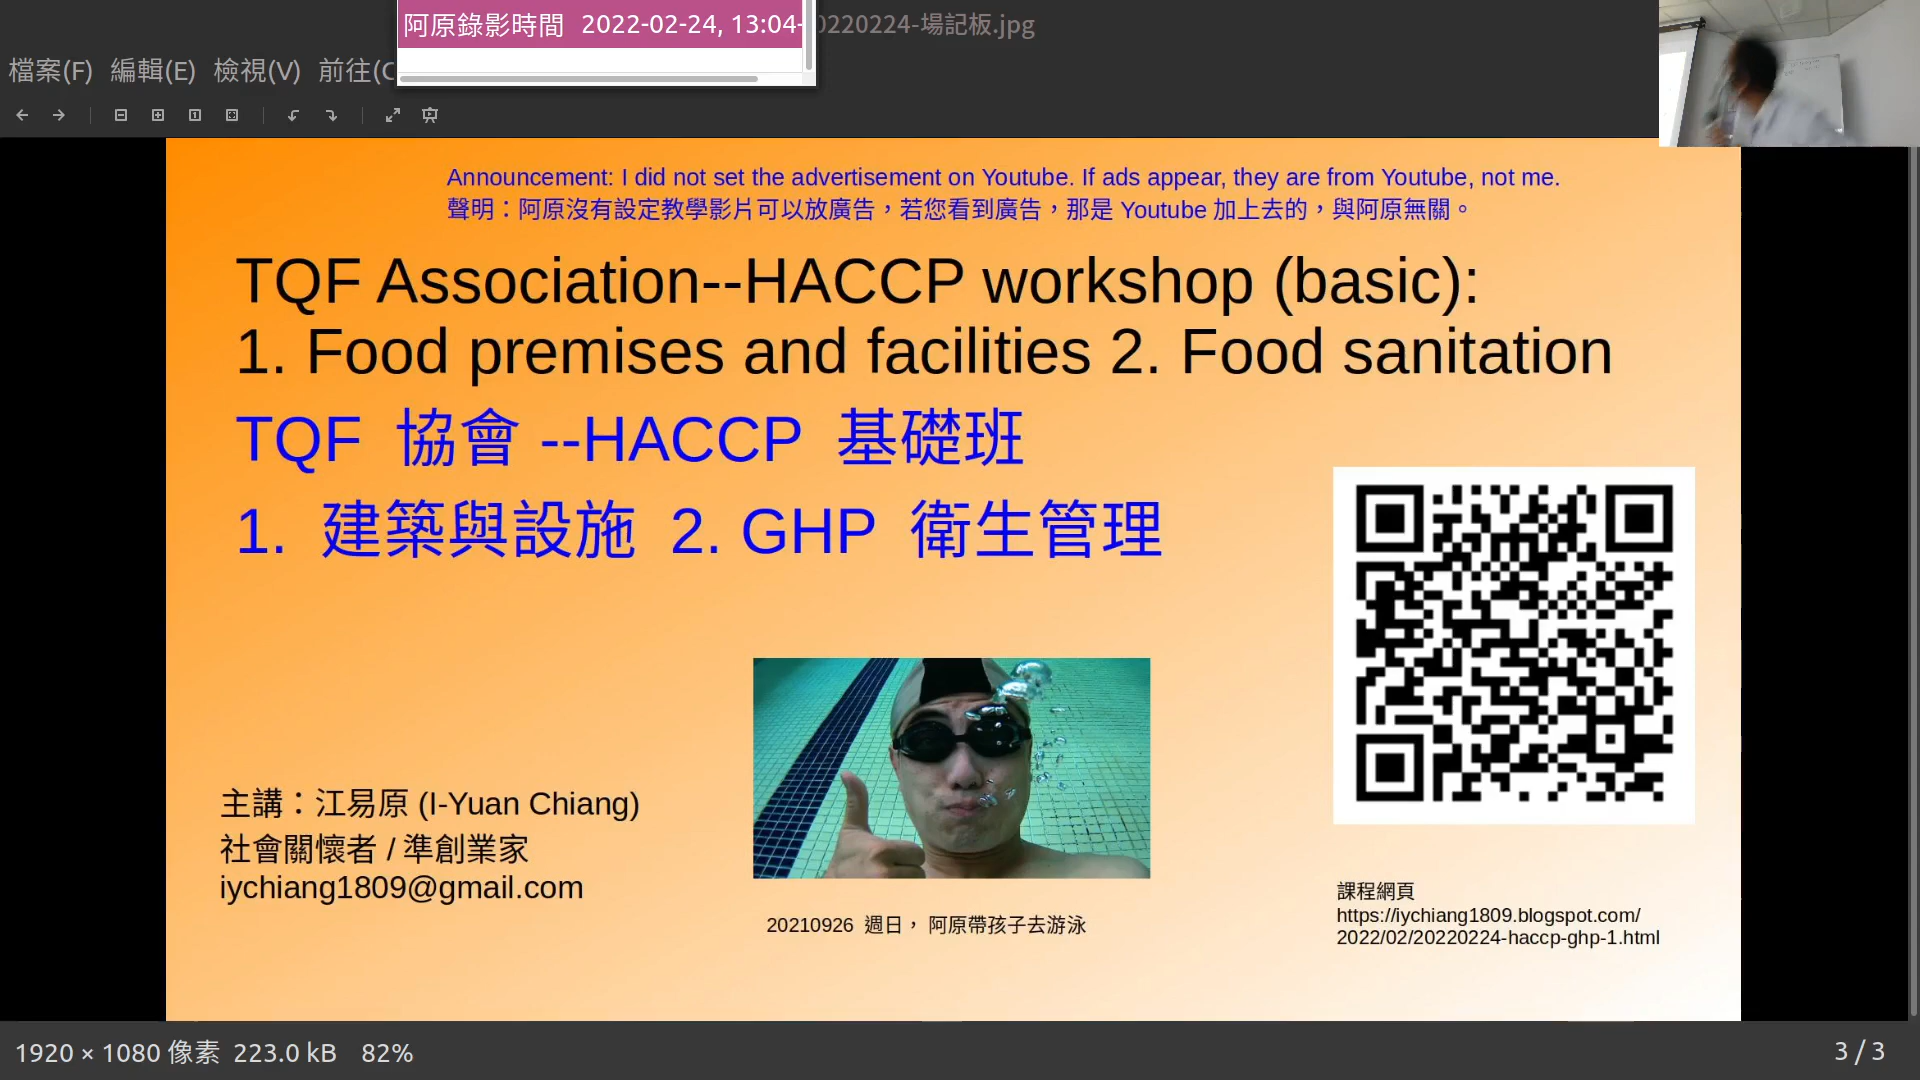 阿原錄影時間 2022-02-24, 13:04-
0220224-場記板.jpg
檔案(F) 編輯(E) 檢視(V) 前往(
Announcement: I did not set the advertisement on Youtube. If ads appear, they are from Youtube, not me.
聲明：阿原沒有設定教學影片可以放廣告，若您看到廣告，那是 Youtube 加上去的，與阿原無關。
TQF Association--HACCP workshop (basic):
1. Food premises and facilities 2. Food sanitation
TQF 協會 --HACCP 基礎班
1. 建築與設施 2. GHP 衛生管理
主講：江易原 (I-Yuan Chiang)
社會關懷者 / 準創業家
iychiang1809@gmail.com
20210926 週日， 阿原帶孩子去游泳
課程網頁
https://iychiang1809.blogspot.com/
2022/02/20220224-haccp-ghp-1.html
1920 × 1080 像素 223.0 kB 82%
3 / 3